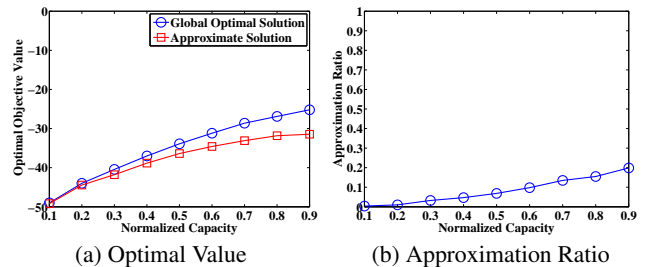 0
−10
−20
−30
−40
−50
Optimal Objective Value
Global Optimal Solution
Approximate Solution
0.1 0.2 0.3 0.4 0.5 0.6 0.7 0.8 0.9
Normalized Capacity
(a) Optimal Value
1
0.9
0.8
0.7
0.6
0.5
0.4
0.3
0.2
0.1
0
Approximation Ratio
0.1 0.2 0.3 0.4 0.5 0.6 0.7 0.8 0.9
Normalized Capacity
(b) Approximation Ratio